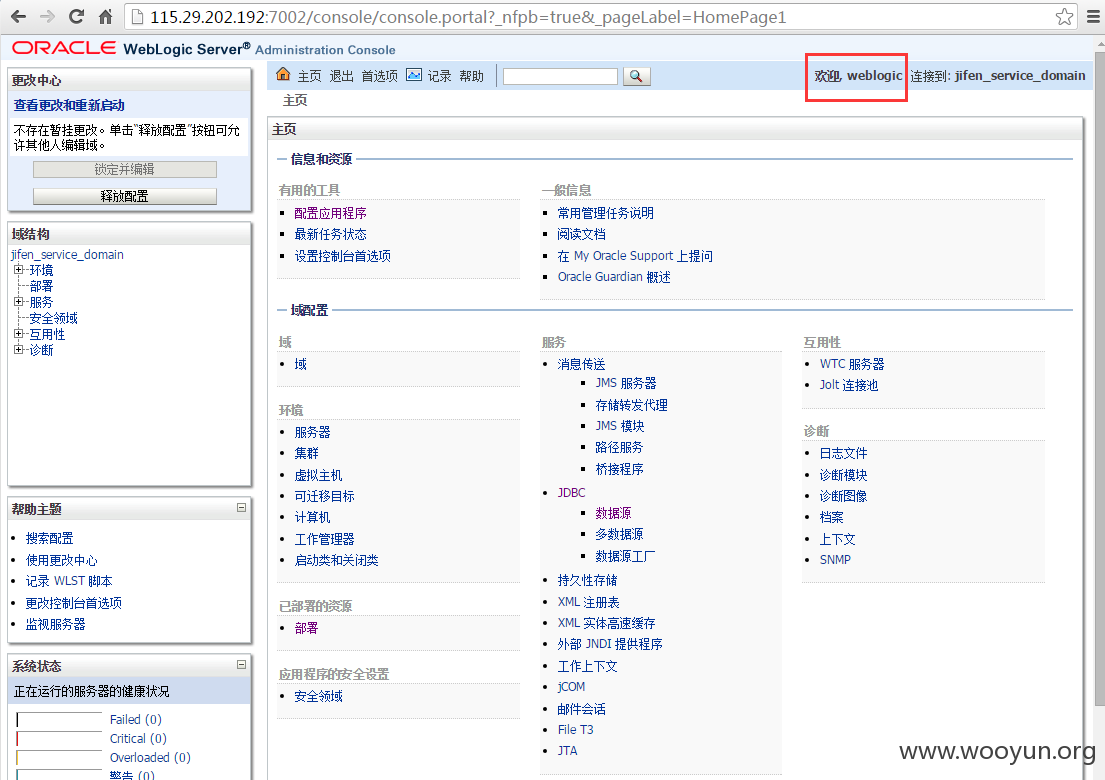 115.29.202.192:7002/console/console.portal?_nfpb=true&_pageLabel=HomePage1
ORACLE WebLogic Server® Administration Console
更改中心
查看更改和重新启动
不存在暂挂更改。单击"释放配置"按钮可允
许其他人编辑域。
锁定并编辑
释放配置
域结构
jifen_service_domain
环境
部署
服务
安全领域
互用性
诊断
帮助主题
搜索配置
使用更改中心
记录 WLST 脚本
更改控制台首选项
监视服务器
系统状态
正在运行的服务器的健康状况
Failed (0)
Critical (0)
Overloaded (0)
警告 (0)
主页 退出 首选项 记录 帮助
欢迎, weblogic 连接到: jifen_service_domain
主页
主页
信息和资源
有用的工具
配置应用程序
最新任务状态
设置控制台首选项
一般信息
常用管理任务说明
阅读文档
在 My Oracle Support 上提问
Oracle Guardian 概述
域配置
域
域
环境
服务器
集群
虚拟主机
可迁移目标
计算机
工作管理器
启动类和关闭类
已部署的资源
部署
应用程序的安全设置
安全领域
服务
消息传送
JMS 服务器
存储转发代理
JMS 模块
路径服务
桥接程序
JDBC
数据源
多数据源
数据源工厂
持久性存储
XML 注册表
XML 实体高速缓存
外部 JNDI 提供程序
工作上下文
jCOM
邮件会话
File T3
JTA
互用性
WTC 服务器
Jolt 连接池
诊断
日志文件
诊断模块
诊断图像
档案
上下文
SNMP
www.wooyun.org